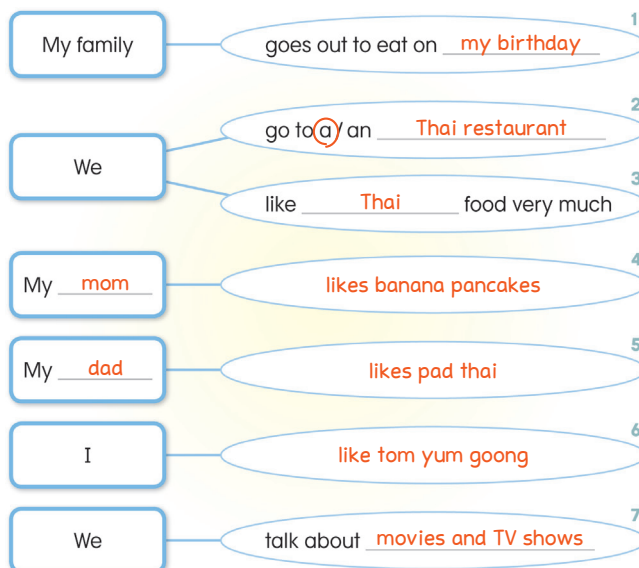 1
My family goes out to eat on my birthday
2
go to a / an Thai restaurant
We
3
like Thai food very much
4
My mom likes banana pancakes
5
My dad likes pad thai
6
I like tom yum goong
7
We talk about movies and TV shows